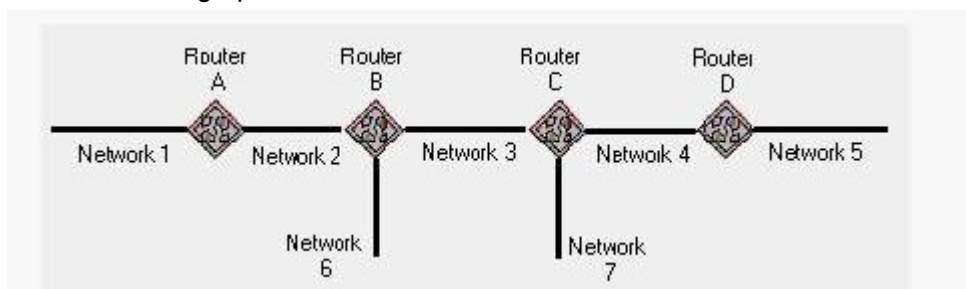 Router
A
Router
B
Router
C
Router
D
Network 1
Network 2
Network 3
Network 4
Network 5
Network
6
Network
7